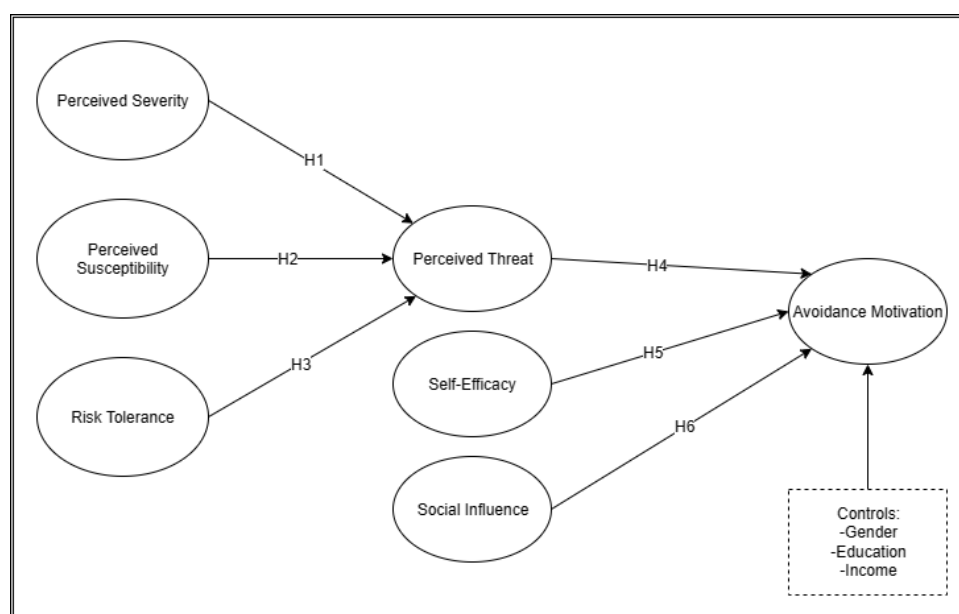 Perceived Severity
H1
Perceived
Susceptibility
H2
Perceived Threat
H4
Avoidance Motivation
Risk Tolerance
H3
Self-Efficacy
H5
Social Influence
H6
Controls:
-Gender
-Education
-Income